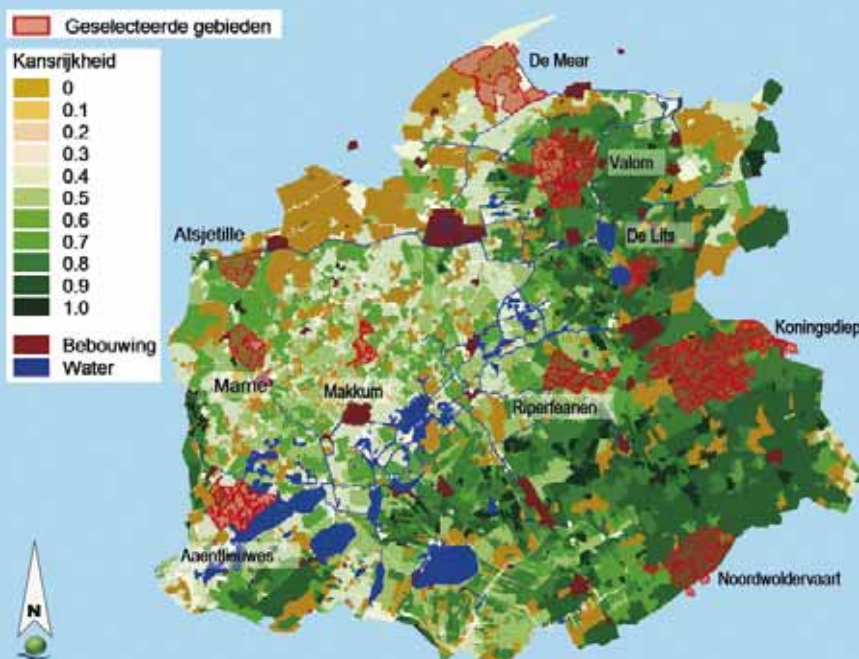 Geselecteerde gebieden
Kansrijkheid
0
0.1
0.2
0.3
0.4
0.5
0.6
0.7
0.8
0.9
1.0
Bebouwing
Water
De Mear
Valom
De Lits
Atsjetille
Koningsdiep
Marne
Makkum
Riperfeanen
Noordwoldervaart
N